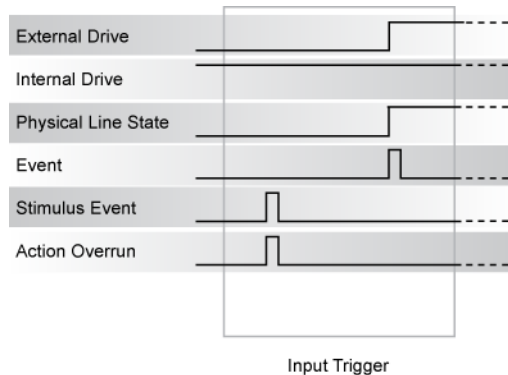 External Drive
Internal Drive
Physical Line State
Event
Stimulus Event
Action Overrun
Input Trigger